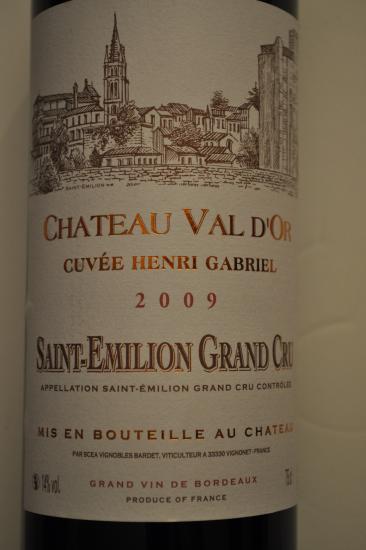 SAINT-EMILION
CHATEAU VAL D'OR
CUVÉE HENRI GABRIEL
2009
SAINT-EMILION GRAND CRU
APPELLATION SAINT-ÉMILION GRAND CRU CONTRÔLÉE
MIS EN BOUTEILLE AU CHATEAU
PAR SCEA VIGNOBLES BARDET, VITICULTEUR A 33330 VIGNONET-FRANCE
14% vol. 75cl
GRAND VIN DE BORDEAUX
PRODUCE OF FRANCE